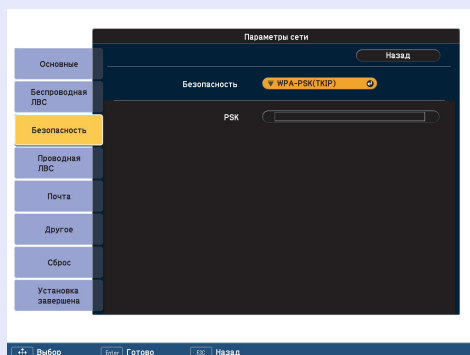 Параметры сети
Назад
Основные
Безопасность
WPA-PSK(TKIP)
Беспроводная
ЛВС
PSK
Безопасность
Проводная
ЛВС
Почта
Другое
Сброс
Установка
завершена
Выбор
Enter Готово
ESC Назад